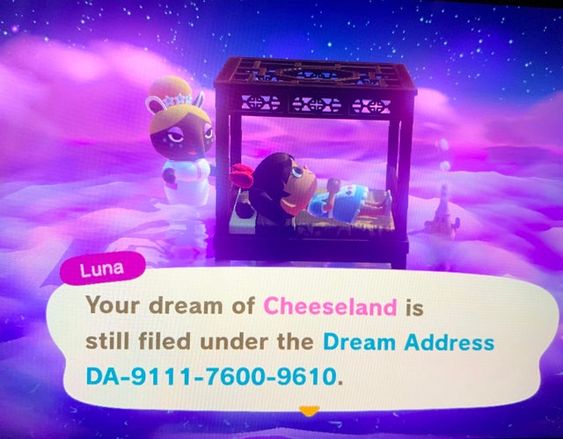 Luna
Your dream of Cheeseland is
still filed under the Dream Address
DA-9111-7600-9610.